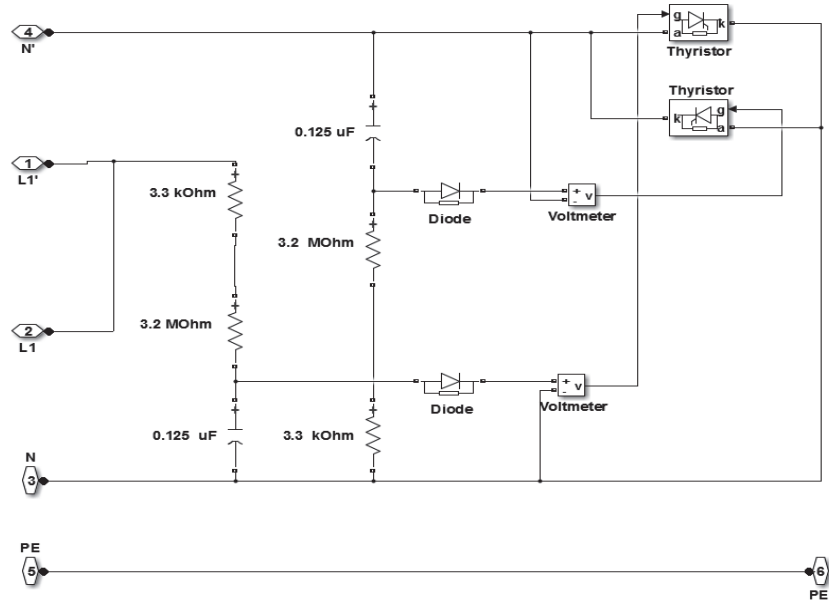 g
k
a
Thyristor
4
N'
Thyristor
k
g
a
0.125 uF
1
L1'
3.3 kOhm
Diode
+
-
v
Voltmeter
3.2 MOhm
3.2 MOhm
2
L1
Diode
+
-
v
Voltmeter
0.125 uF
3.3 kOhm
N
3
PE
5
6
PE